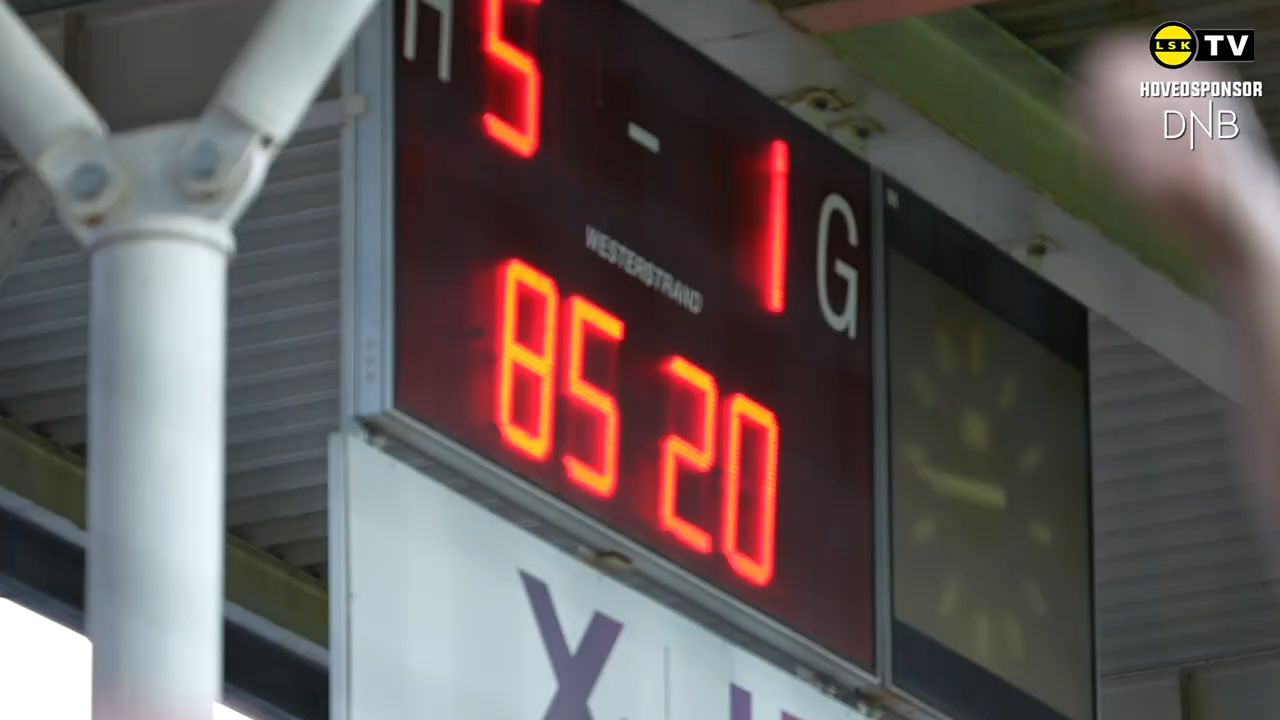 LSK TV
HOVEDSPONSOR
DNB
H 5 - 1 G
WESTERSTRAND
85 20